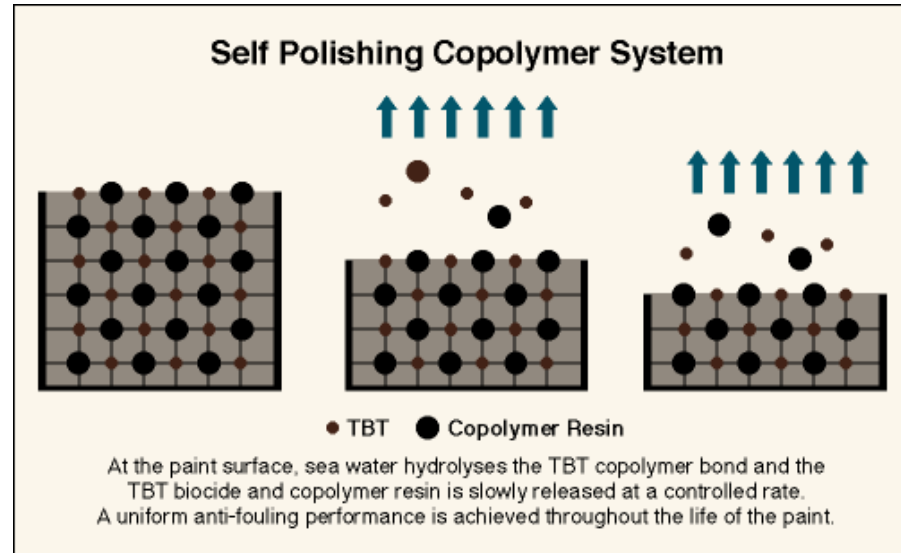 Self Polishing Copolymer System
TBT
Copolymer Resin
At the paint surface, sea water hydrolyses the TBT copolymer bond and the
TBT biocide and copolymer resin is slowly released at a controlled rate.
A uniform anti-fouling performance is achieved throughout the life of the paint.